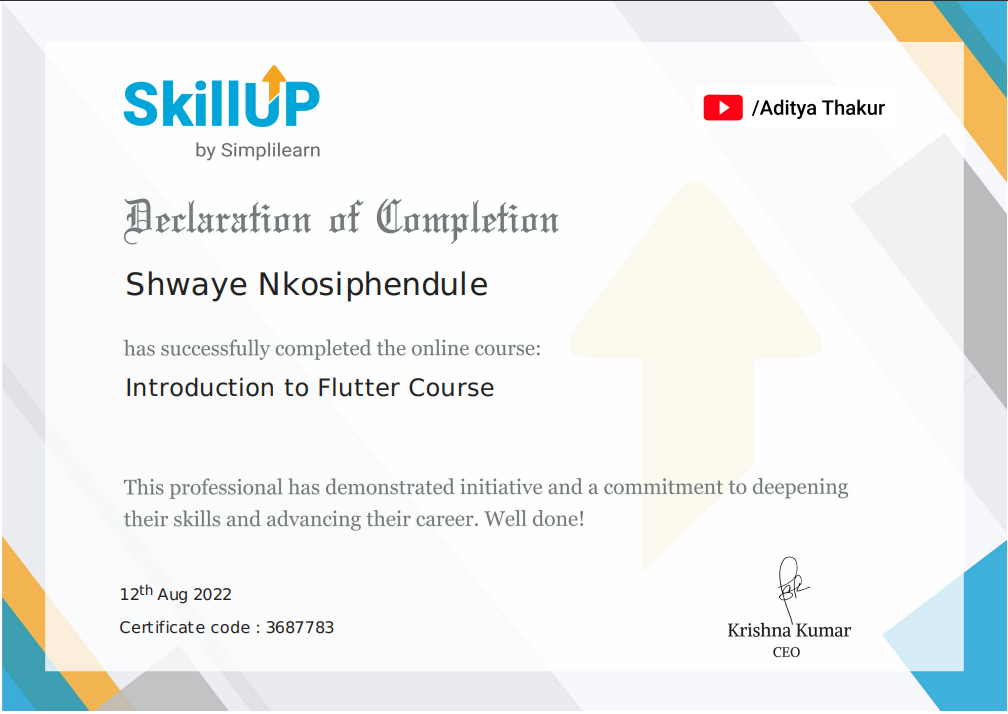 SkillUP
by Simplilearn
/Aditya Thakur
Declaration of Completion
Shwaye Nkosiphendule
has successfully completed the online course:
Introduction to Flutter Course
This professional has demonstrated initiative and a commitment to deepening
their skills and advancing their career. Well done!
12th Aug 2022
Certificate code : 3687783
Krishna Kumar
CEO